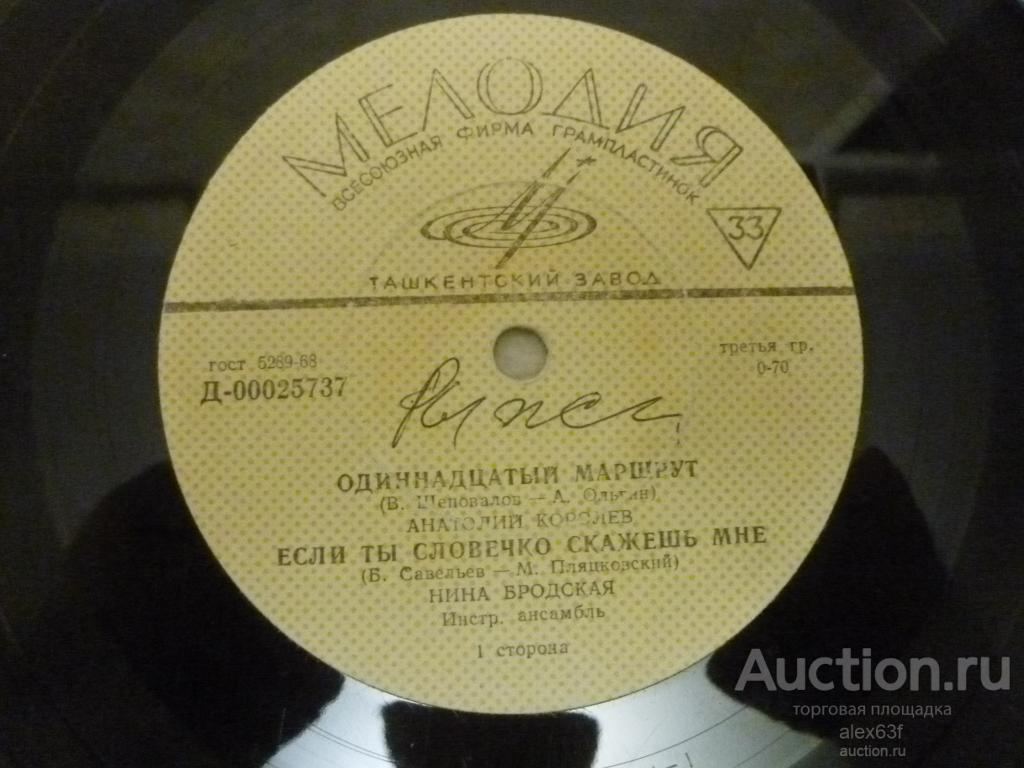 МЕЛОДИЯ
ВСЕСОЮЗНАЯ ФИРМА ГРАМПЛАСТИНОК
33
ТАШКЕНТСКИЙ ЗАВОД
гост 5289-68
Д-00025737
третья гр.
0-70
ОДИННАДЦАТЫЙ МАРШРУТ
(В. Шеповалов — А. Ольгин)
АНАТОЛИЙ КОРОЛЕВ
ЕСЛИ ТЫ СЛОВЕЧКО СКАЖЕШЬ МНЕ
(Б. Савельев — М. Пляцковский)
НИНА БРОДСКАЯ
Инстр. ансамбль
1 сторона
Auction.ru
торговая площадка
alex63f
auction.ru